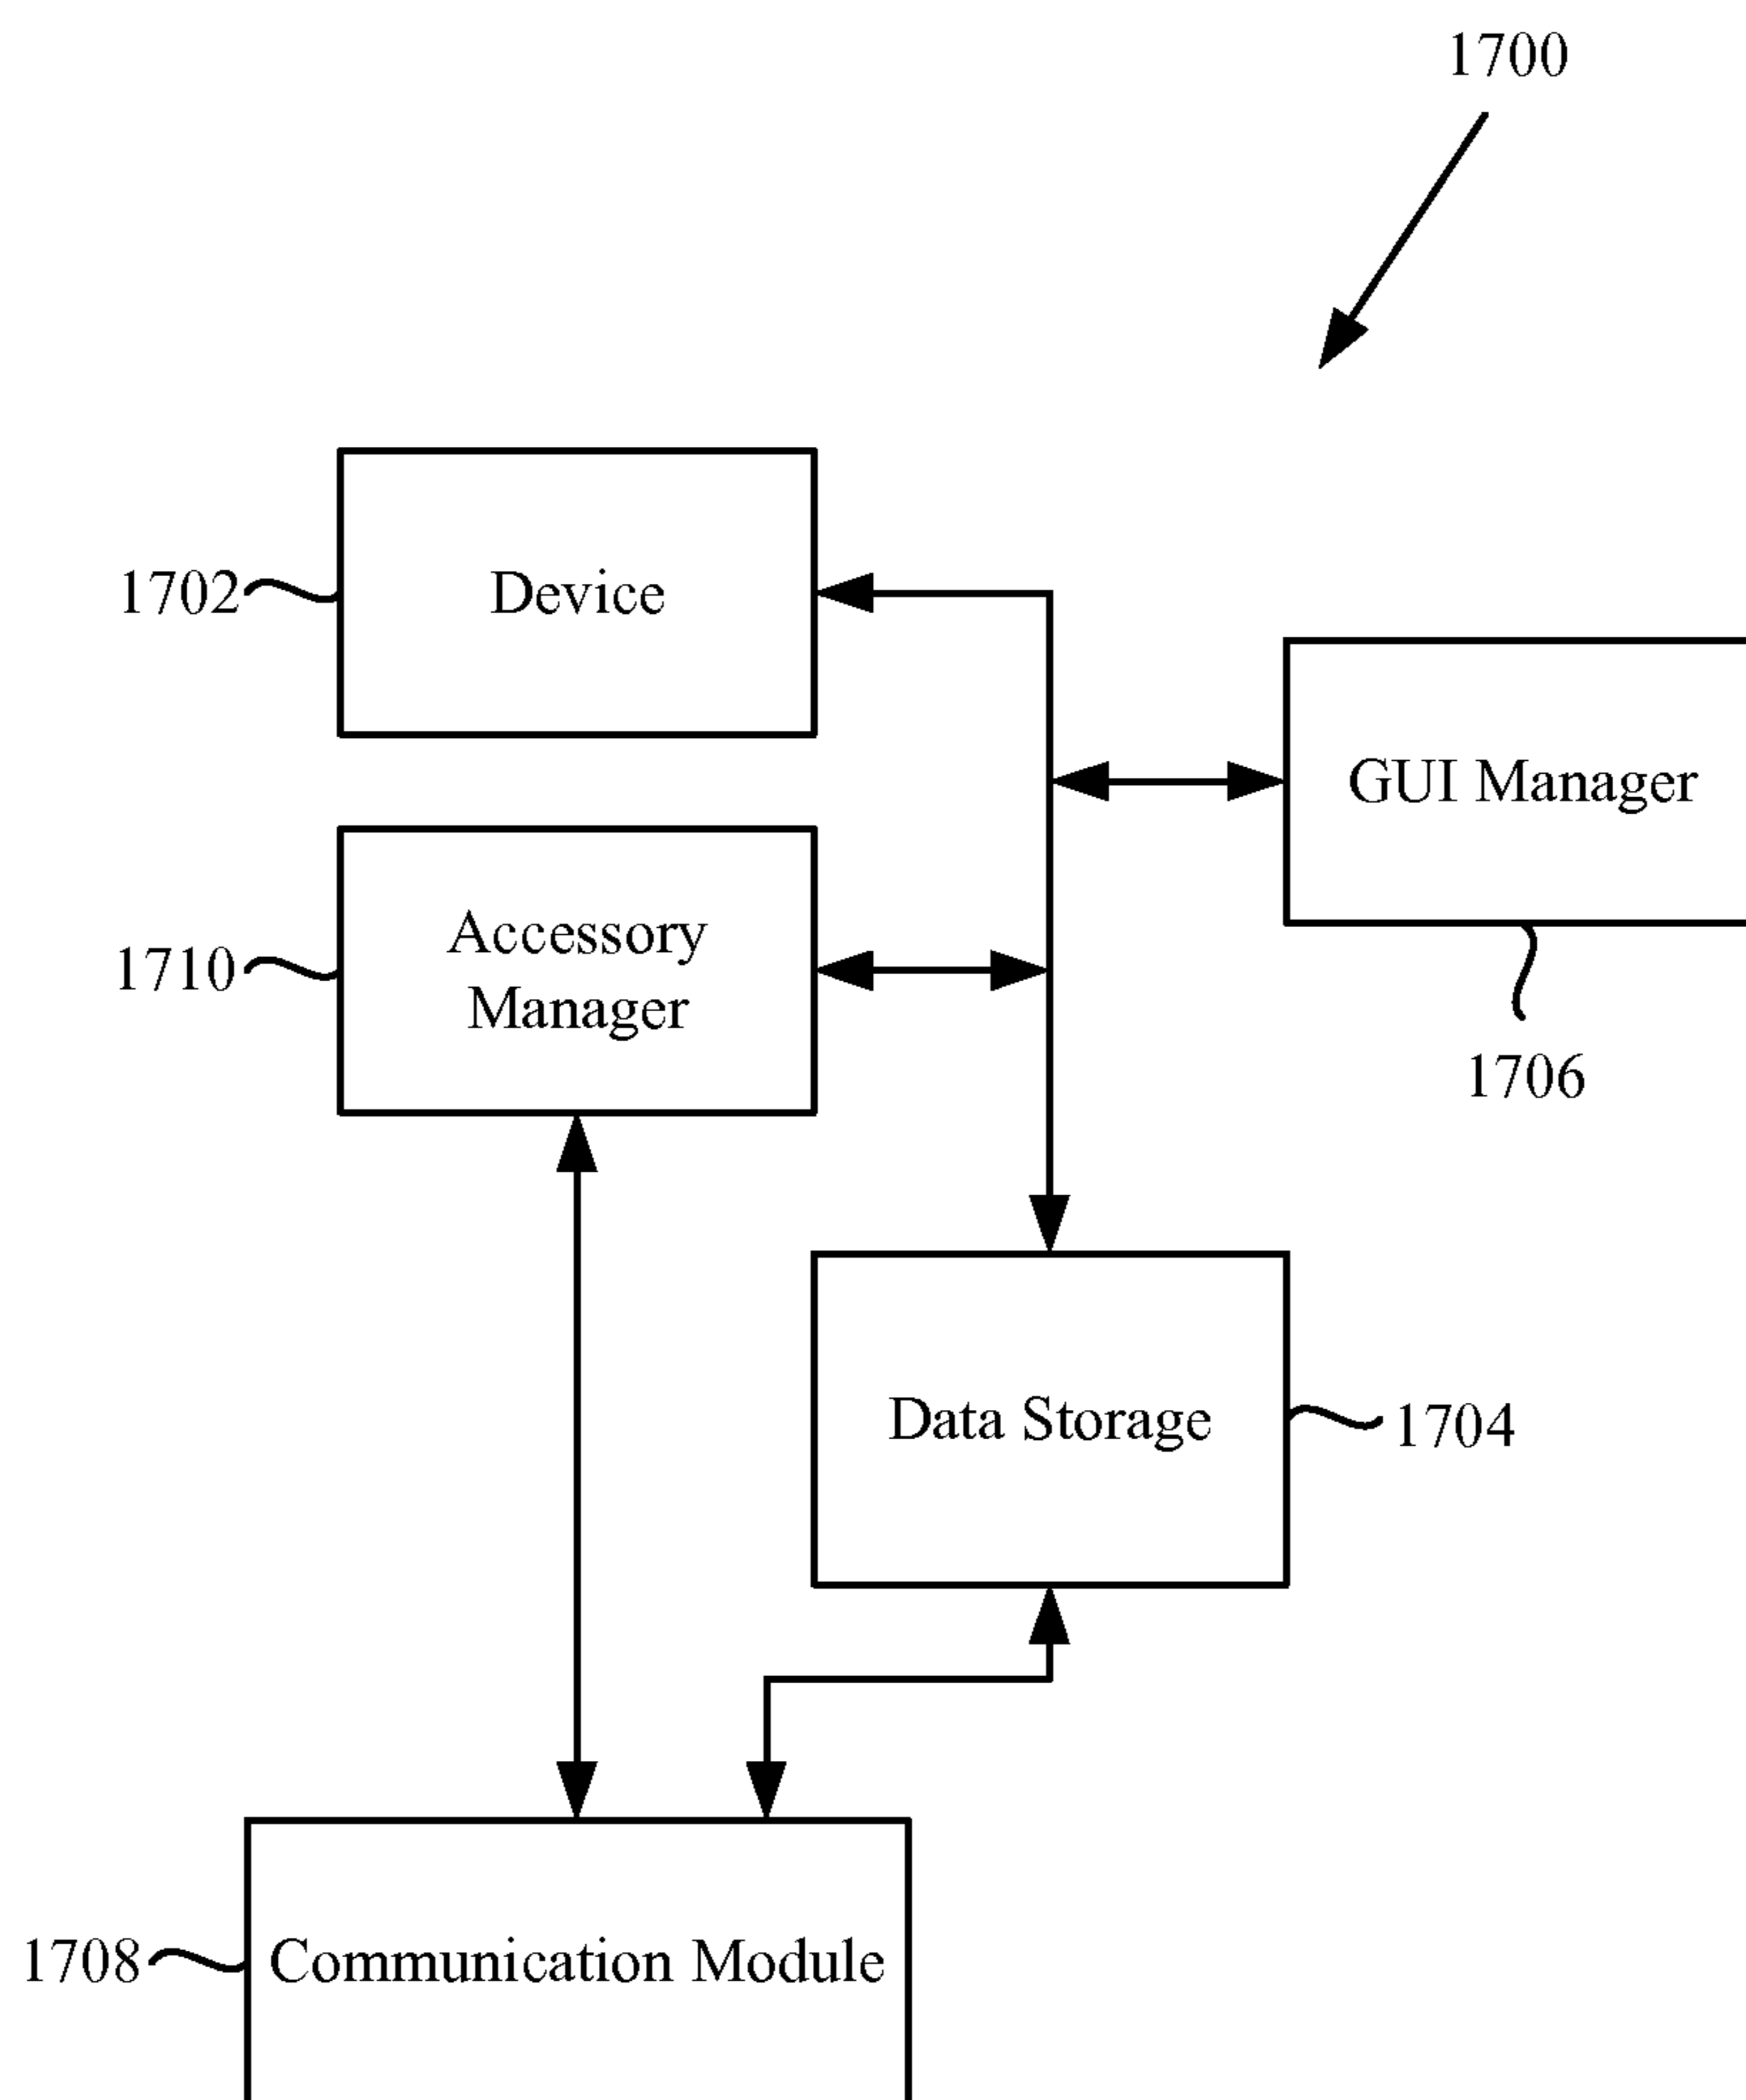 1700
1702
Device
GUI Manager
1710
Accessory
Manager
1706
Data Storage
1704
1708
Communication Module